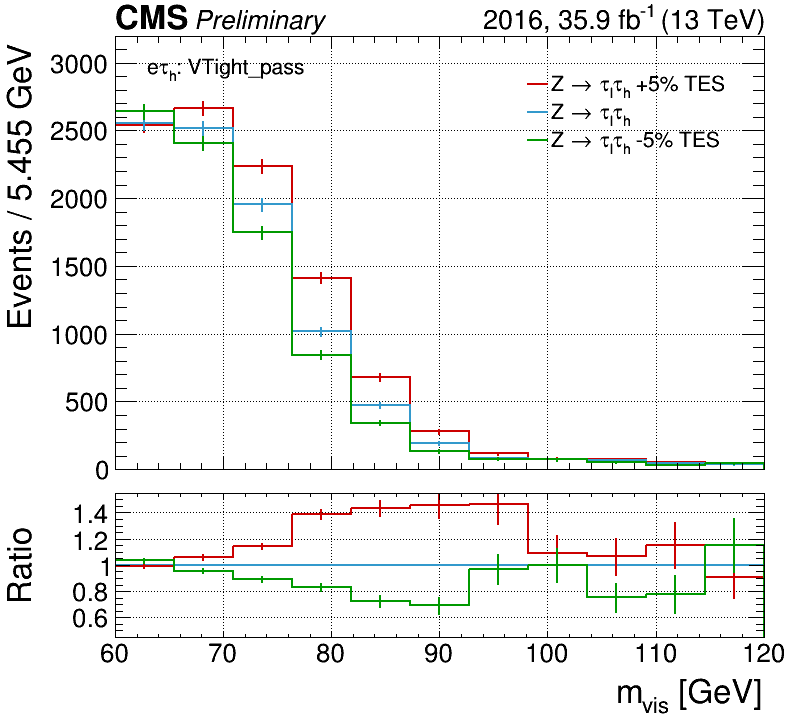 CMS Preliminary 2016, 35.9 fb⁻¹ (13 TeV)
Events / 5.455 GeV
3000
2500
2000
1500
1000
500
0
eτₕ: VTight_pass
Z → τₗτₕ +5% TES
Z → τₗτₕ
Z → τₗτₕ -5% TES
Ratio
1.4
1.2
1
0.8
0.6
60 70 80 90 100 110 120
m_vis [GeV]